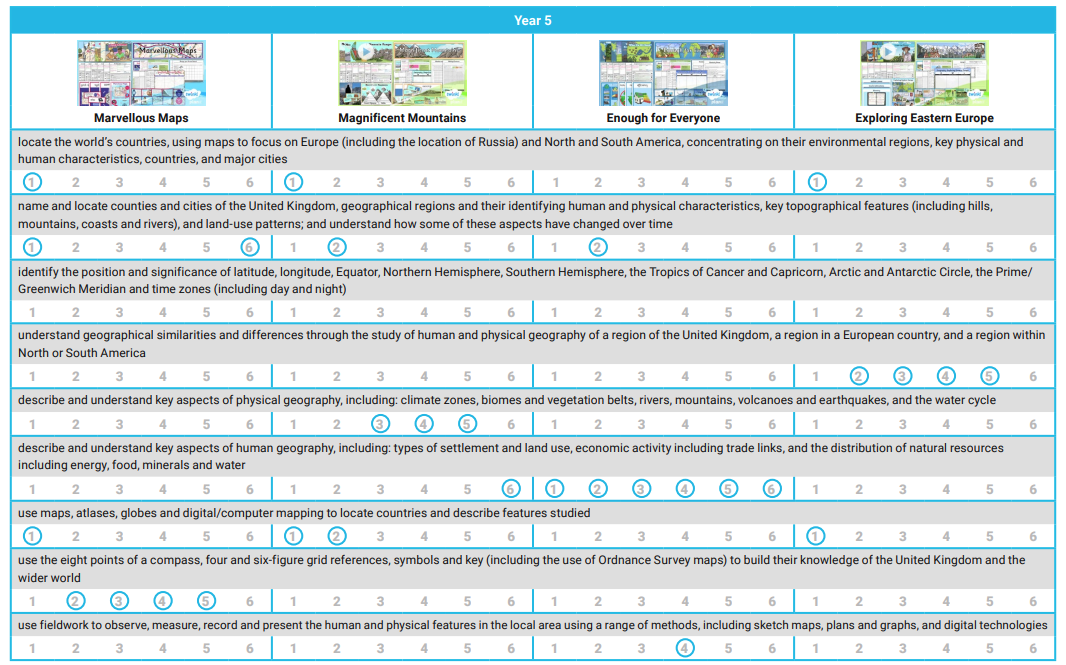 Year 5
Marvellous Maps
Marvellous Maps Magnificent Mountains Enough for Everyone Exploring Eastern Europe
locate the world's countries, using maps to focus on Europe (including the location of Russia) and North and South America, concentrating on their environmental regions, key physical and
human characteristics, countries, and major cities
1 2 3 4 5 6 1 2 3 4 5 6 1 2 3 4 5 6 1 2 3 4 5 6
name and locate counties and cities of the United Kingdom, geographical regions and their identifying human and physical characteristics, key topographical features (including hills,
mountains, coasts and rivers), and land-use patterns; and understand how some of these aspects have changed over time
1 2 3 4 5 6 1 2 3 4 5 6 1 2 3 4 5 6 1 2 3 4 5 6
identify the position and significance of latitude, longitude, Equator, Northern Hemisphere, Southern Hemisphere, the Tropics of Cancer and Capricorn, Arctic and Antarctic Circle, the Prime/
Greenwich Meridian and time zones (including day and night)
1 2 3 4 5 6 1 2 3 4 5 6 1 2 3 4 5 6 1 2 3 4 5 6
understand geographical similarities and differences through the study of human and physical geography of a region of the United Kingdom, a region in a European country, and a region within
North or South America
1 2 3 4 5 6 1 2 3 4 5 6 1 2 3 4 5 6 1 2 3 4 5 6
describe and understand key aspects of physical geography, including: climate zones, biomes and vegetation belts, rivers, mountains, volcanoes and earthquakes, and the water cycle
1 2 3 4 5 6 1 2 3 4 5 6 1 2 3 4 5 6 1 2 3 4 5 6
describe and understand key aspects of human geography, including: types of settlement and land use, economic activity including trade links, and the distribution of natural resources
including energy, food, minerals and water
1 2 3 4 5 6 1 2 3 4 5 6 1 2 3 4 5 6 1 2 3 4 5 6
use maps, atlases, globes and digital/computer mapping to locate countries and describe features studied
1 2 3 4 5 6 1 2 3 4 5 6 1 2 3 4 5 6 1 2 3 4 5 6
use the eight points of a compass, four and six-figure grid references, symbols and key (including the use of Ordnance Survey maps) to build their knowledge of the United Kingdom and the
wider world
1 2 3 4 5 6 1 2 3 4 5 6 1 2 3 4 5 6 1 2 3 4 5 6
use fieldwork to observe, measure, record and present the human and physical features in the local area using a range of methods, including sketch maps, plans and graphs, and digital technologies
1 2 3 4 5 6 1 2 3 4 5 6 1 2 3 4 5 6 1 2 3 4 5 6